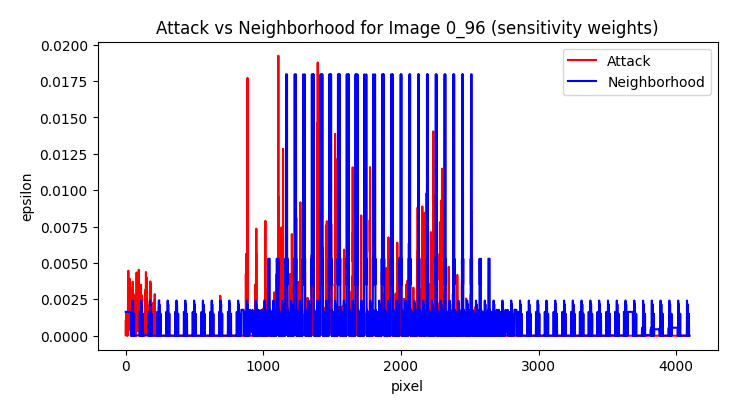 Attack vs Neighborhood for Image 0_96 (sensitivity weights)
0.0200
0.0175
0.0150
0.0125
0.0100
0.0075
0.0050
0.0025
0.0000
epsilon
Attack
Neighborhood
0 1000 2000 3000 4000
pixel